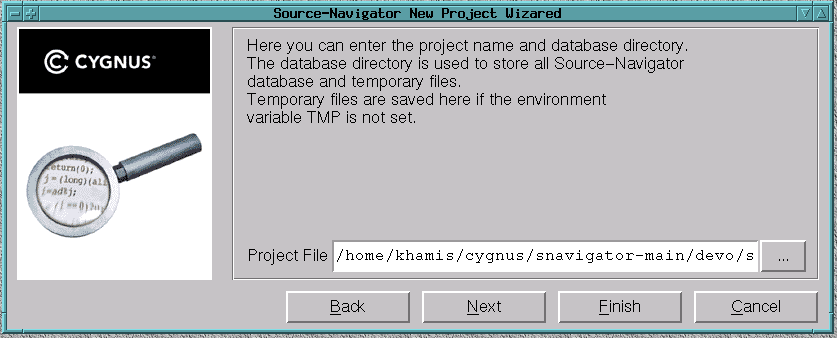 Source-Navigator New Project Wizared
CYGNUS
Here you can enter the project name and database directory.
The database directory is used to store all Source-Navigator
database and temporary files.
Temporary files are saved here if the environment
variable TMP is not set.
return(0);
j = (long)(ali
j=adkj;
(j == 0)?
Project File /home/khamis/cygnus/snavigator-main/devo/s ...
Back Next Finish Cancel